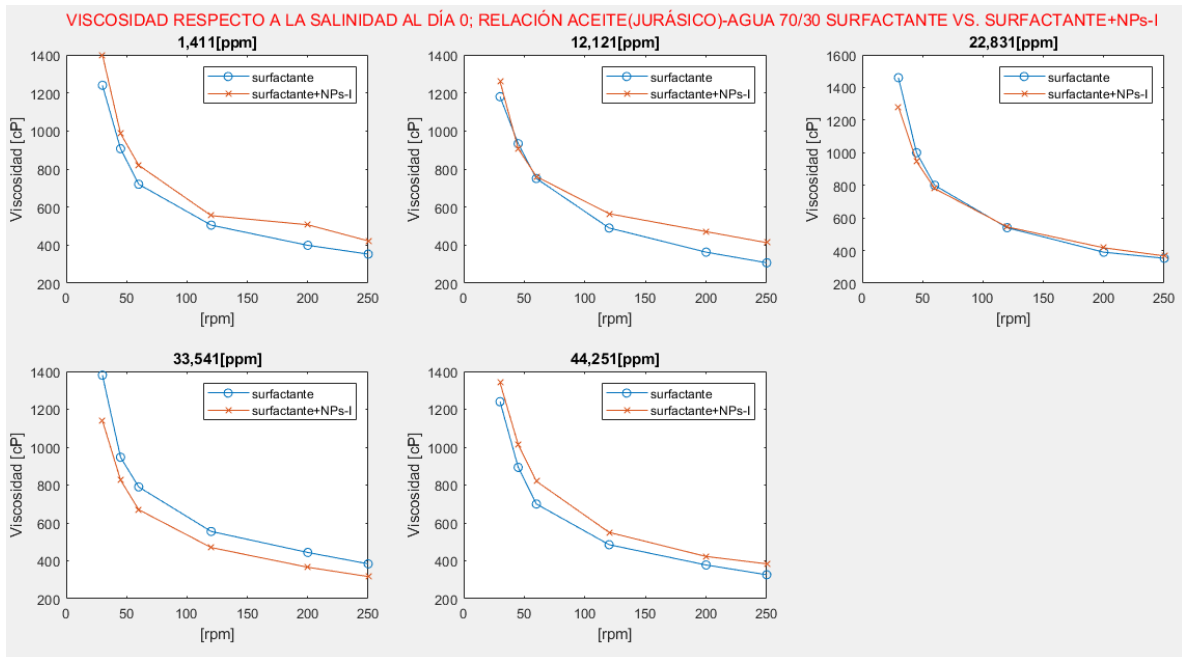 VISCOSIDAD RESPECTO A LA SALINIDAD AL DÍA 0; RELACIÓN ACEITE(JURÁSICO)-AGUA 70/30 SURFACTANTE VS. SURFACTANTE+NPs-I
1,411[ppm]
1400
1200
1000
800
600
400
200
Viscosidad [cP]
surfactante
surfactante+NPs-I
0 50 100 150 200 250
[rpm]
12,121[ppm]
1400
1200
1000
800
600
400
200
Viscosidad [cP]
surfactante
surfactante+NPs-I
0 50 100 150 200 250
[rpm]
22,831[ppm]
1600
1400
1200
1000
800
600
400
200
Viscosidad [cP]
surfactante
surfactante+NPs-I
0 50 100 150 200 250
[rpm]
33,541[ppm]
1400
1200
1000
800
600
400
200
Viscosidad [cP]
surfactante
surfactante+NPs-I
0 50 100 150 200 250
[rpm]
44,251[ppm]
1400
1200
1000
800
600
400
200
Viscosidad [cP]
surfactante
surfactante+NPs-I
0 50 100 150 200 250
[rpm]